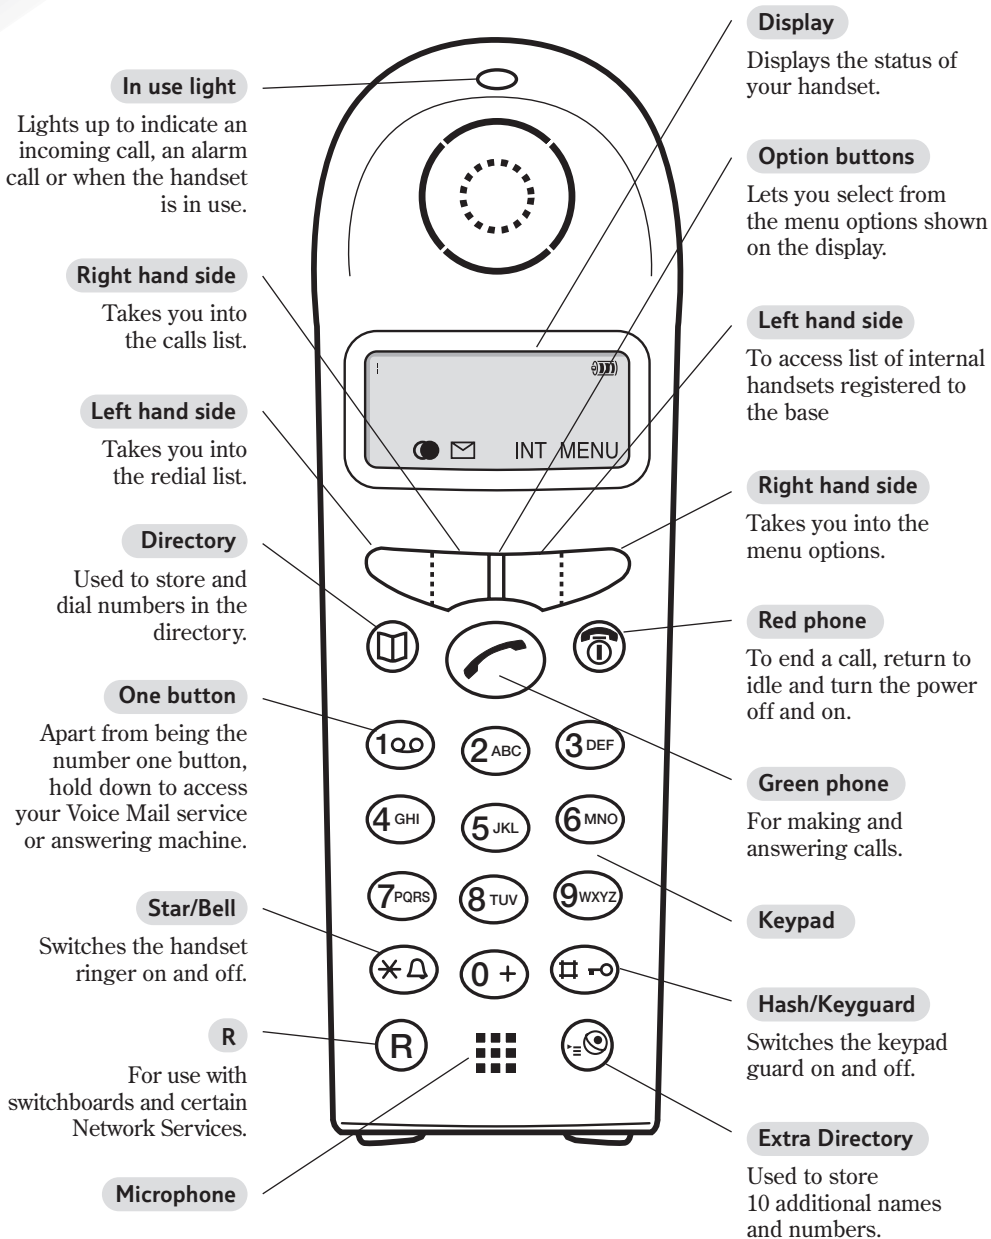 In use light
Lights up to indicate an
incoming call, an alarm
call or when the handset
is in use.
Right hand side
Takes you into
the calls list.
Left hand side
Takes you into
the redial list.
Directory
Used to store and
dial numbers in the
directory.
One button
Apart from being the
number one button,
hold down to access
your Voice Mail service
or answering machine.
Star/Bell
Switches the handset
ringer on and off.
R
For use with
switchboards and certain
Network Services.
Microphone
1
INT MENU
1
2 ABC
3 DEF
4 GHI
5 JKL
6 MNO
7 PQRS
8 TUV
9 WXYZ
*
0 +
#
R
Display
Displays the status of
your handset.
Option buttons
Lets you select from
the menu options shown
on the display.
Left hand side
To access list of internal
handsets registered to
the base
Right hand side
Takes you into the
menu options.
Red phone
To end a call, return to
idle and turn the power
off and on.
Green phone
For making and
answering calls.
Keypad
Hash/Keyguard
Switches the keypad
guard on and off.
Extra Directory
Used to store
10 additional names
and numbers.